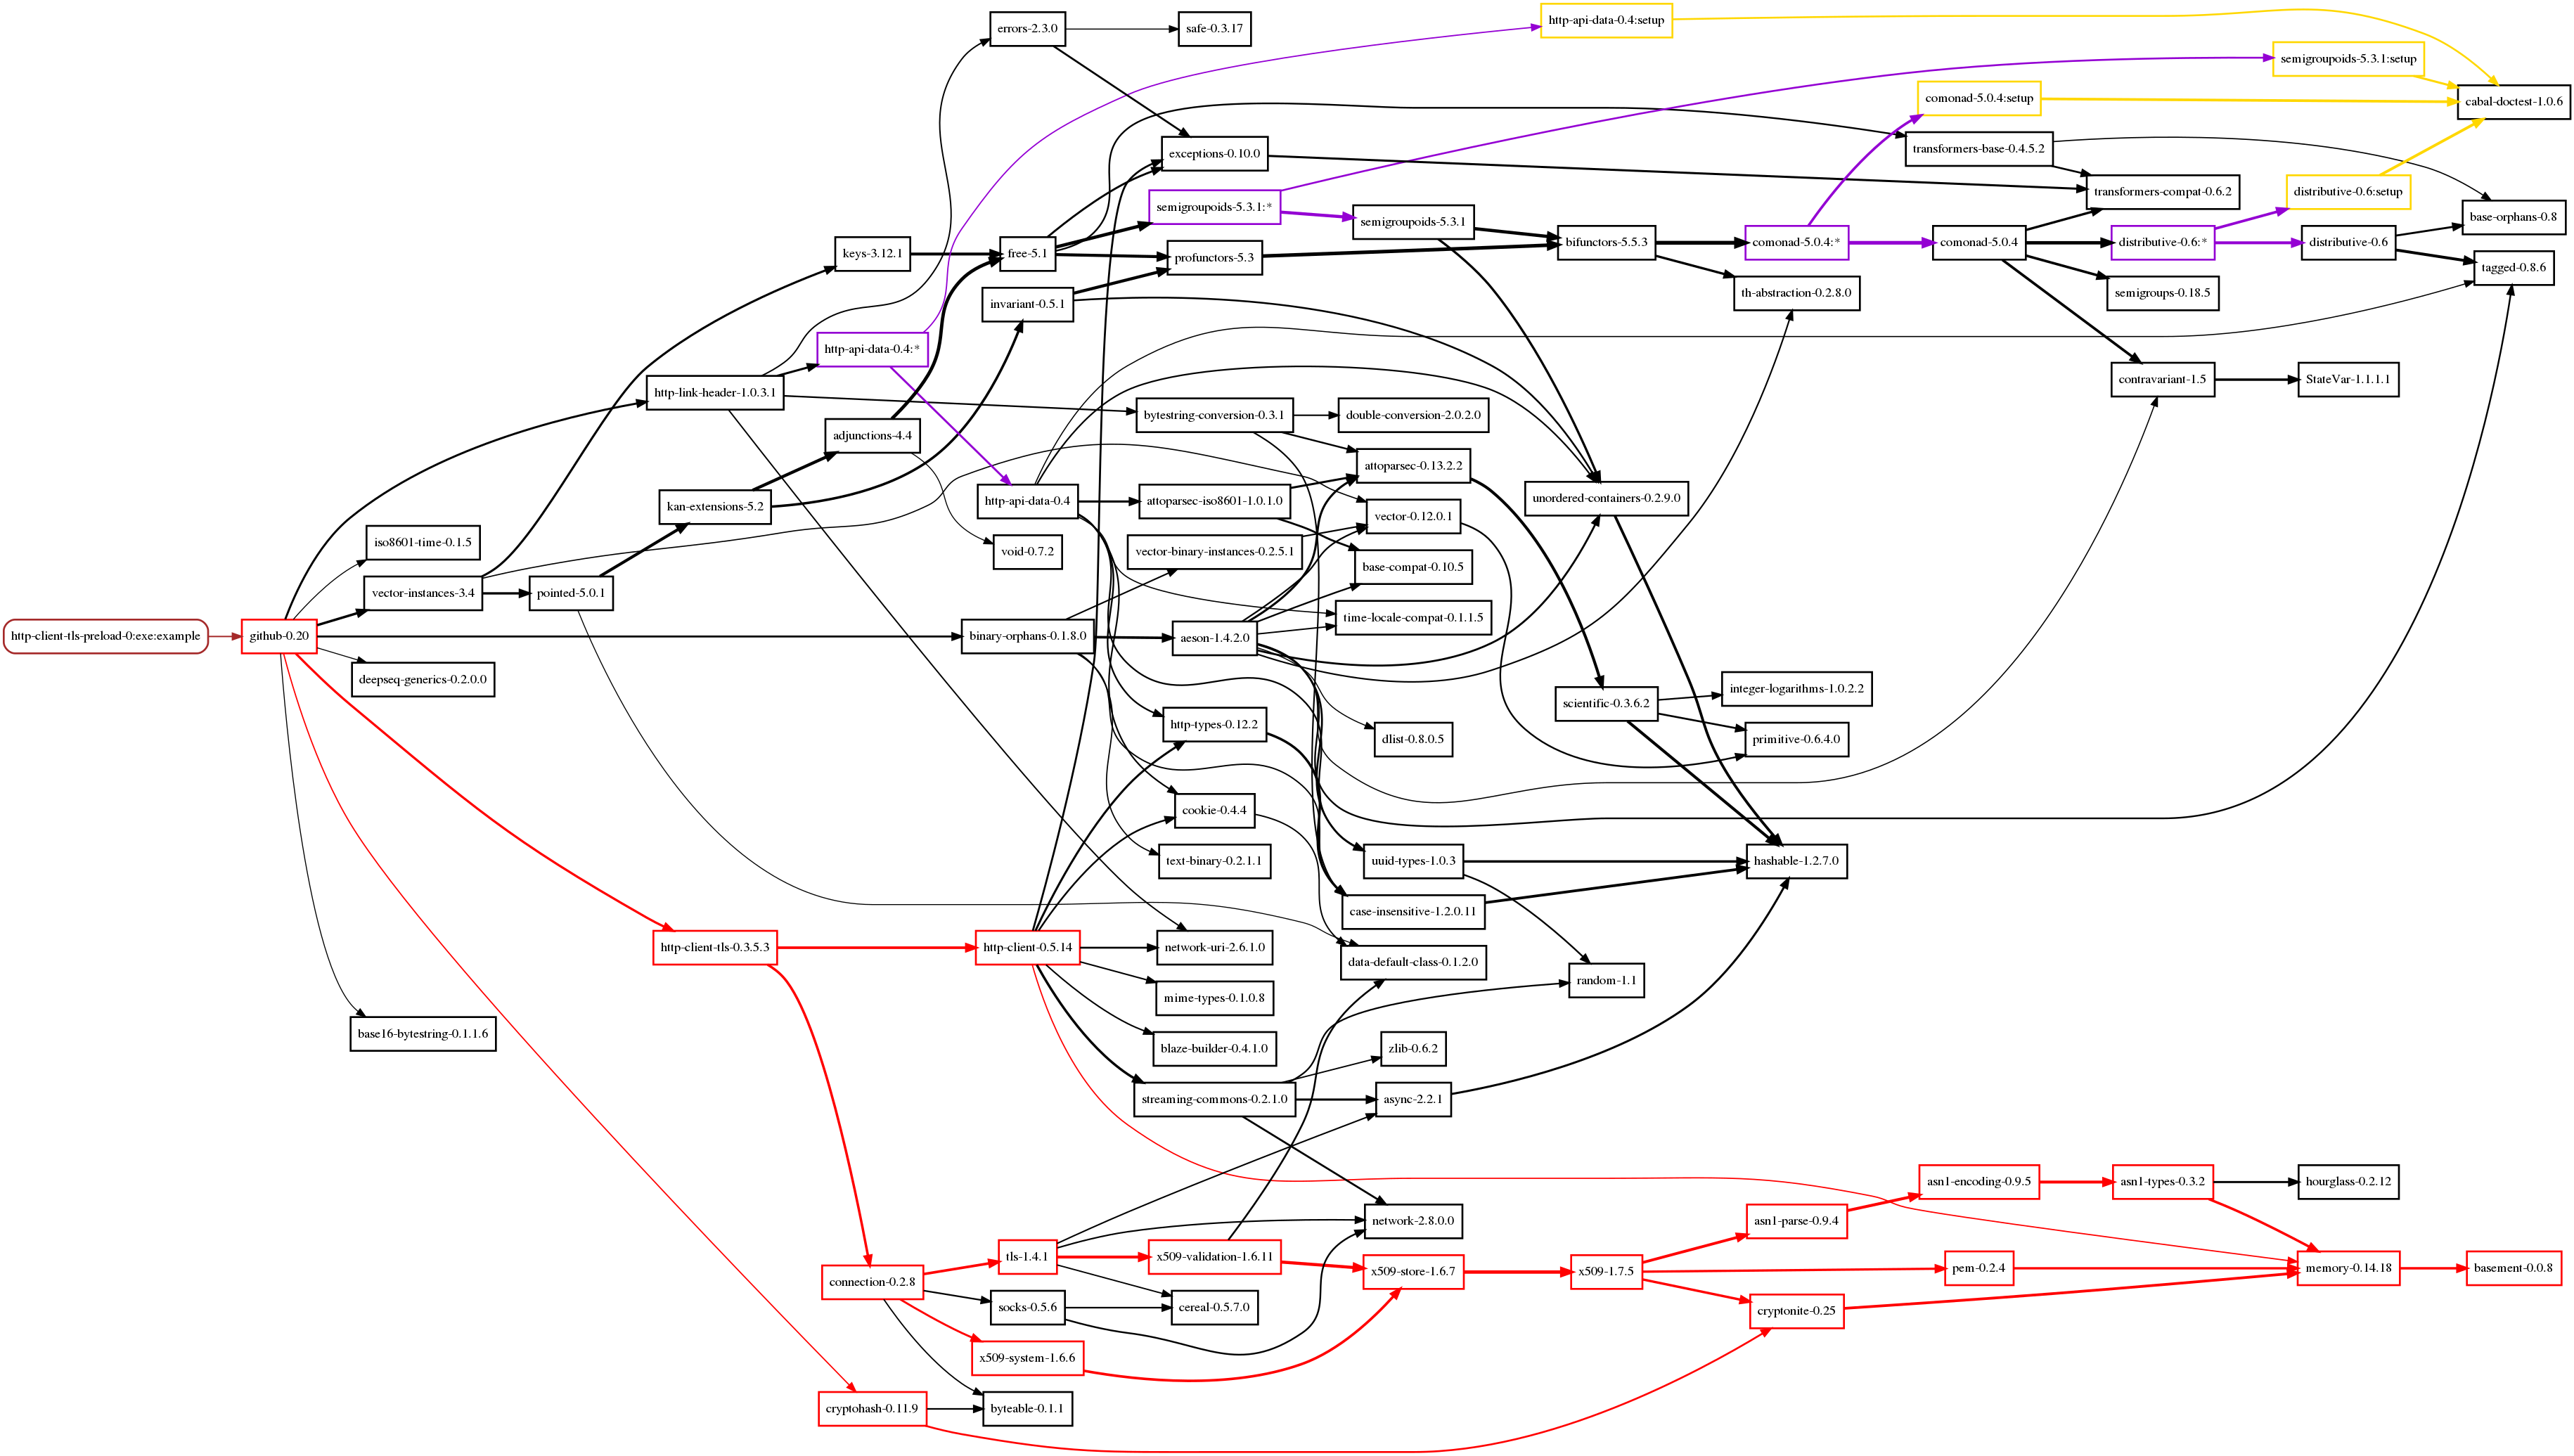 http-client-tls-preload-0:exe:example
github-0.20
iso8601-time-0.1.5
vector-instances-3.4
deepseq-generics-0.2.0.0
base16-bytestring-0.1.1.6
pointed-5.0.1
http-link-header-1.0.3.1
kan-extensions-5.2
http-client-tls-0.3.5.3
keys-3.12.1
http-api-data-0.4:*
adjunctions-4.4
connection-0.2.8
cryptohash-0.11.9
errors-2.3.0
free-5.1
invariant-0.5.1
http-api-data-0.4
void-0.7.2
binary-orphans-0.1.8.0
http-client-0.5.14
tls-1.4.1
socks-0.5.6
x509-system-1.6.6
byteable-0.1.1
safe-0.3.17
exceptions-0.10.0
semigroupoids-5.3.1:*
profunctors-5.3
bytestring-conversion-0.3.1
attoparsec-iso8601-1.0.1.0
vector-binary-instances-0.2.5.1
aeson-1.4.2.0
http-types-0.12.2
cookie-0.4.4
text-binary-0.2.1.1
network-uri-2.6.1.0
mime-types-0.1.0.8
blaze-builder-0.4.1.0
streaming-commons-0.2.1.0
x509-validation-1.6.11
cereal-0.5.7.0
semigroupoids-5.3.1
double-conversion-2.0.2.0
attoparsec-0.13.2.2
vector-0.12.0.1
base-compat-0.10.5
time-locale-compat-0.1.1.5
dlist-0.8.0.5
uuid-types-1.0.3
case-insensitive-1.2.0.11
data-default-class-0.1.2.0
zlib-0.6.2
async-2.2.1
network-2.8.0.0
x509-store-1.6.7
http-api-data-0.4:setup
bifunctors-5.5.3
unordered-containers-0.2.9.0
scientific-0.3.6.2
random-1.1
x509-1.7.5
comonad-5.0.4:*
th-abstraction-0.2.8.0
integer-logarithms-1.0.2.2
primitive-0.6.4.0
hashable-1.2.7.0
asn1-parse-0.9.4
cryptonite-0.25
comonad-5.0.4:setup
transformers-base-0.4.5.2
comonad-5.0.4
asn1-encoding-0.9.5
pem-0.2.4
transformers-compat-0.6.2
distributive-0.6:*
semigroups-0.18.5
contravariant-1.5
asn1-types-0.3.2
semigroupoids-5.3.1:setup
distributive-0.6:setup
distributive-0.6
StateVar-1.1.1.1
hourglass-0.2.12
memory-0.14.18
cabal-doctest-1.0.6
base-orphans-0.8
tagged-0.8.6
basement-0.0.8